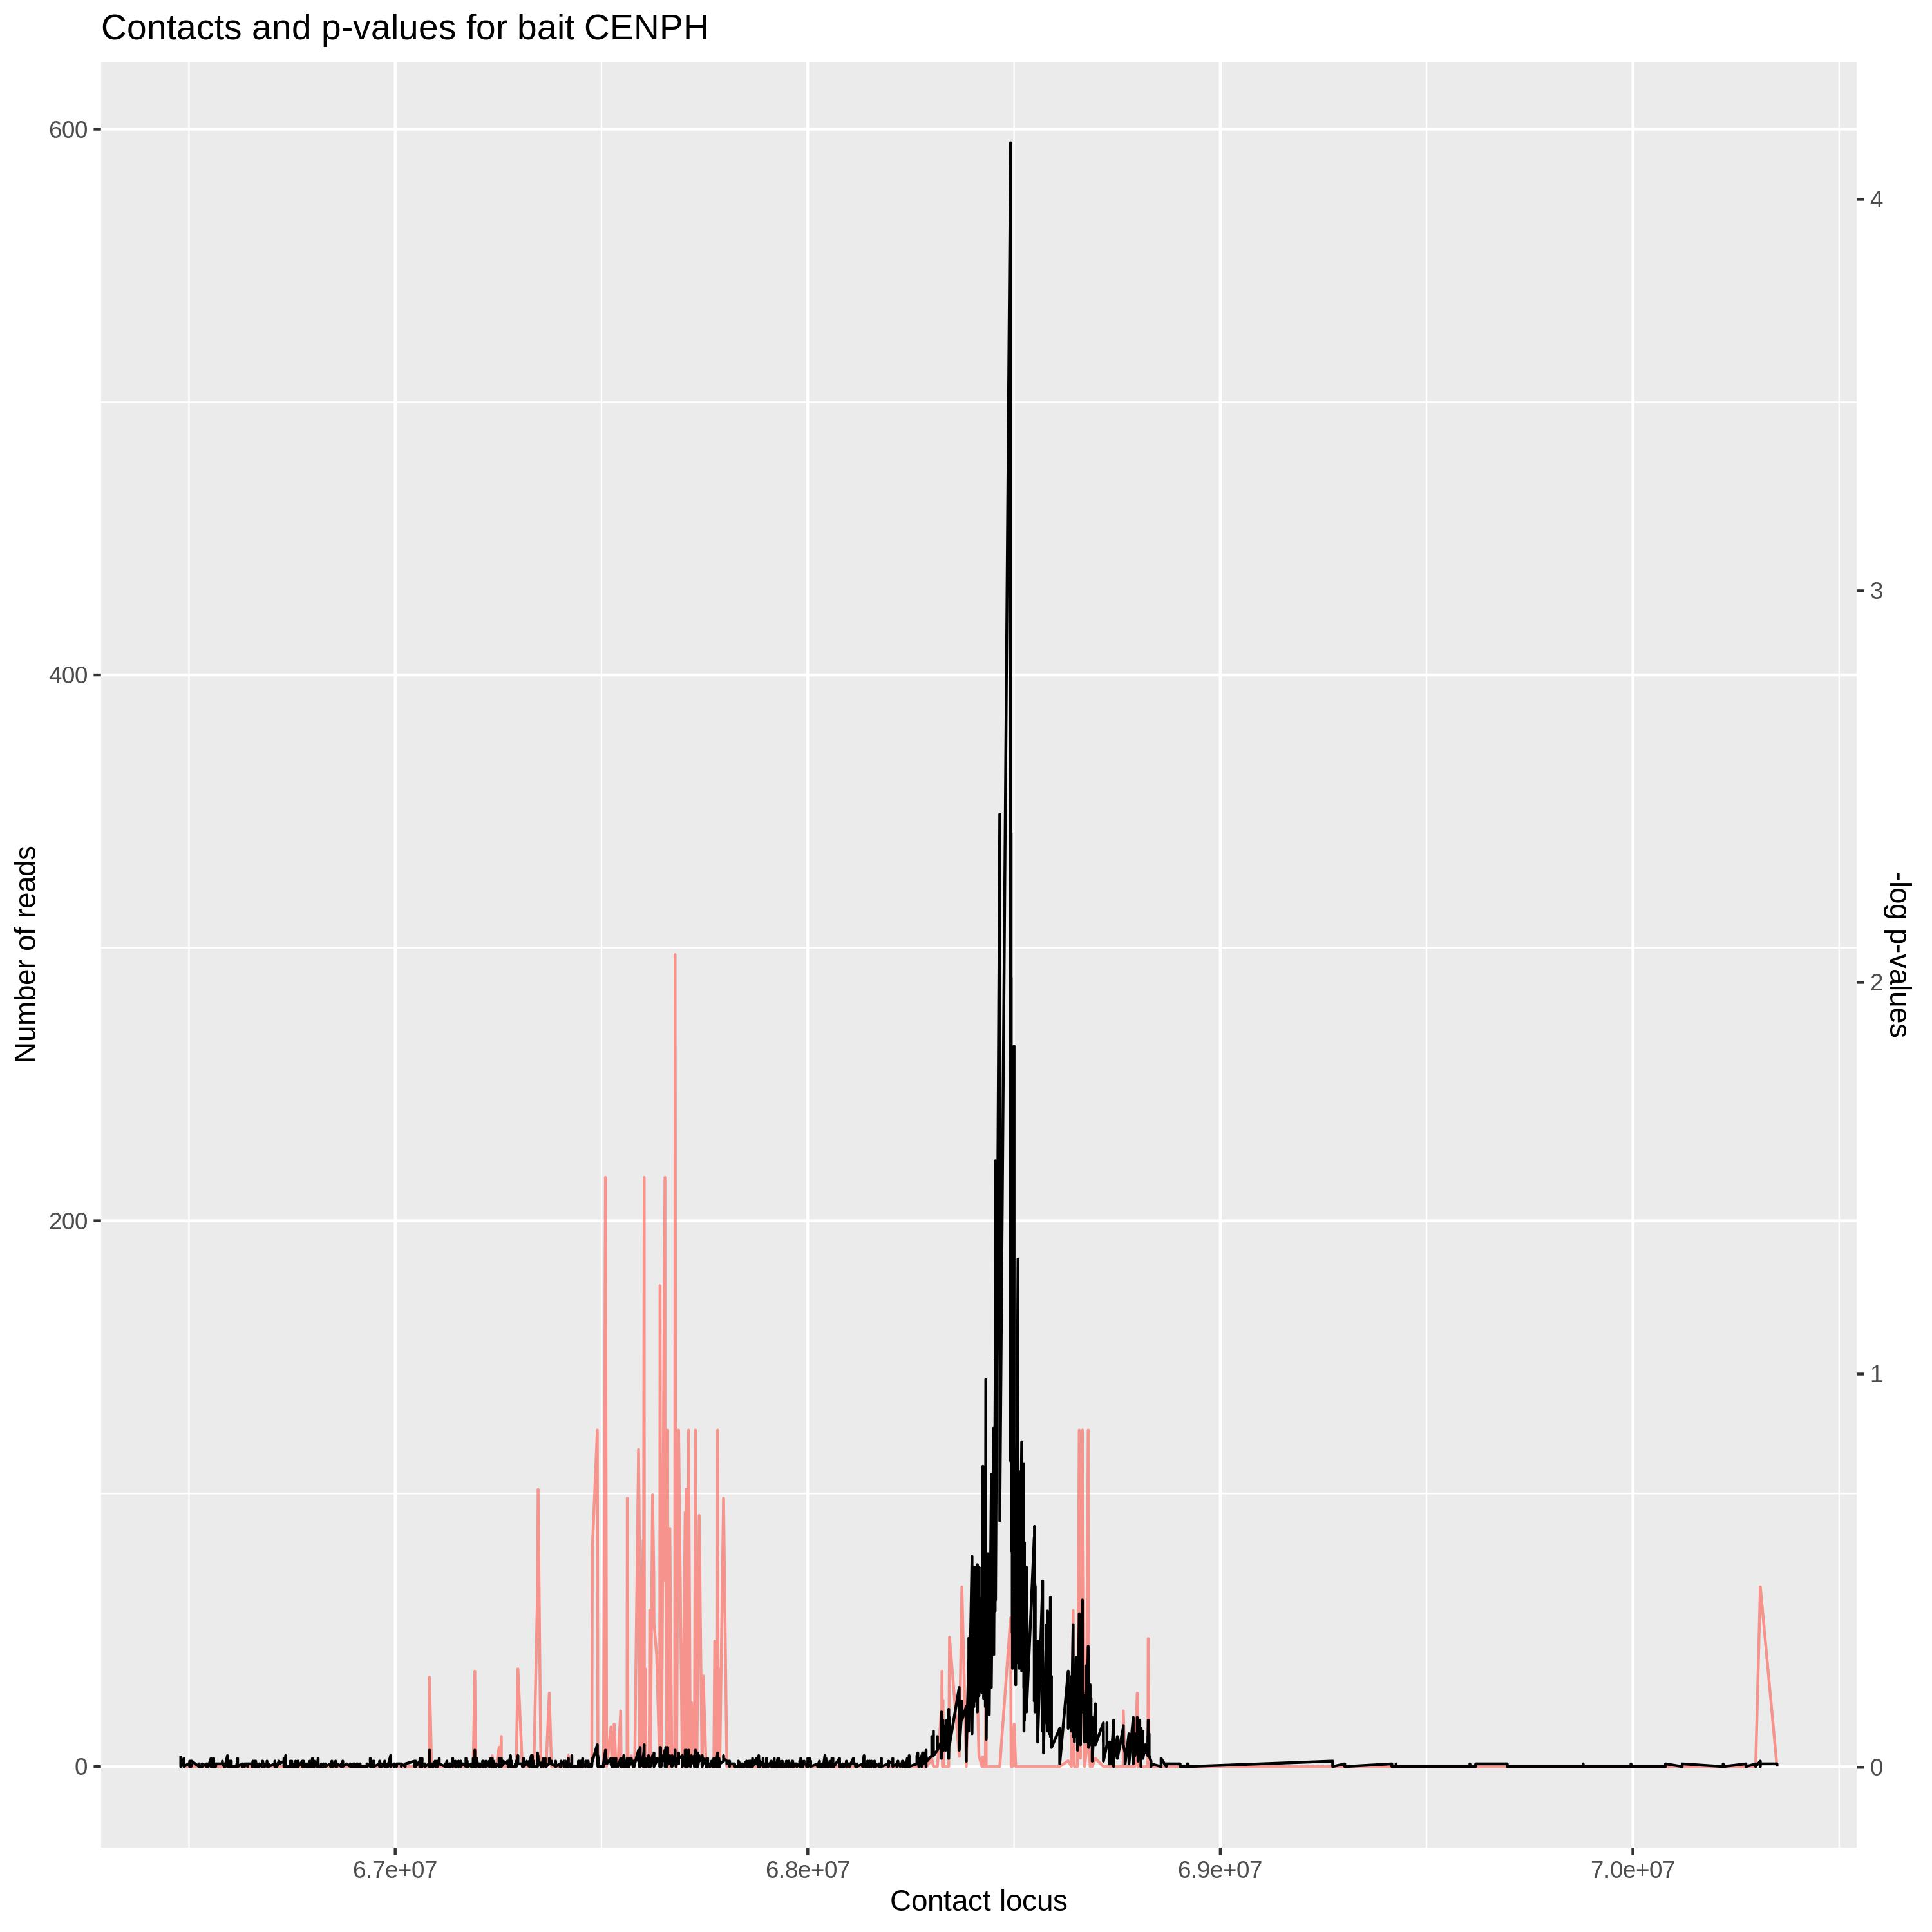 Contacts and p-values for bait CENPH
600
400
200
0
Number of reads
4
3
2
1
0
-log p-values
6.7e+07
6.8e+07
6.9e+07
7.0e+07
Contact locus